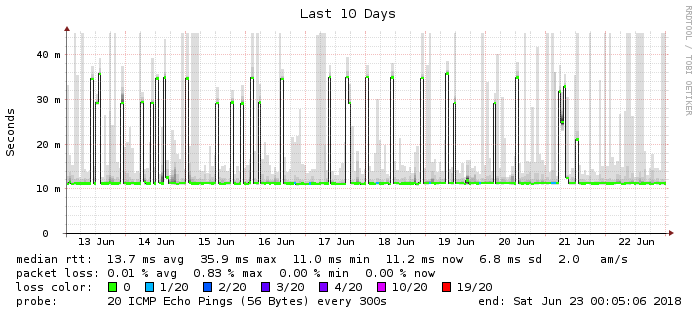 Last 10 Days
RRDTOOL / TOBI OETIKER
Seconds
40 m
30 m
20 m
10 m
0
13 Jun 14 Jun 15 Jun 16 Jun 17 Jun 18 Jun 19 Jun 20 Jun 21 Jun 22 Jun
median rtt: 13.7 ms avg 35.9 ms max 11.0 ms min 11.2 ms now 6.8 ms sd 2.0 am/s
packet loss: 0.01 % avg 0.83 % max 0.00 % min 0.00 % now
loss color: 0 1/20 2/20 3/20 4/20 10/20 19/20
probe: 20 ICMP Echo Pings (56 Bytes) every 300s end: Sat Jun 23 00:05:06 2018